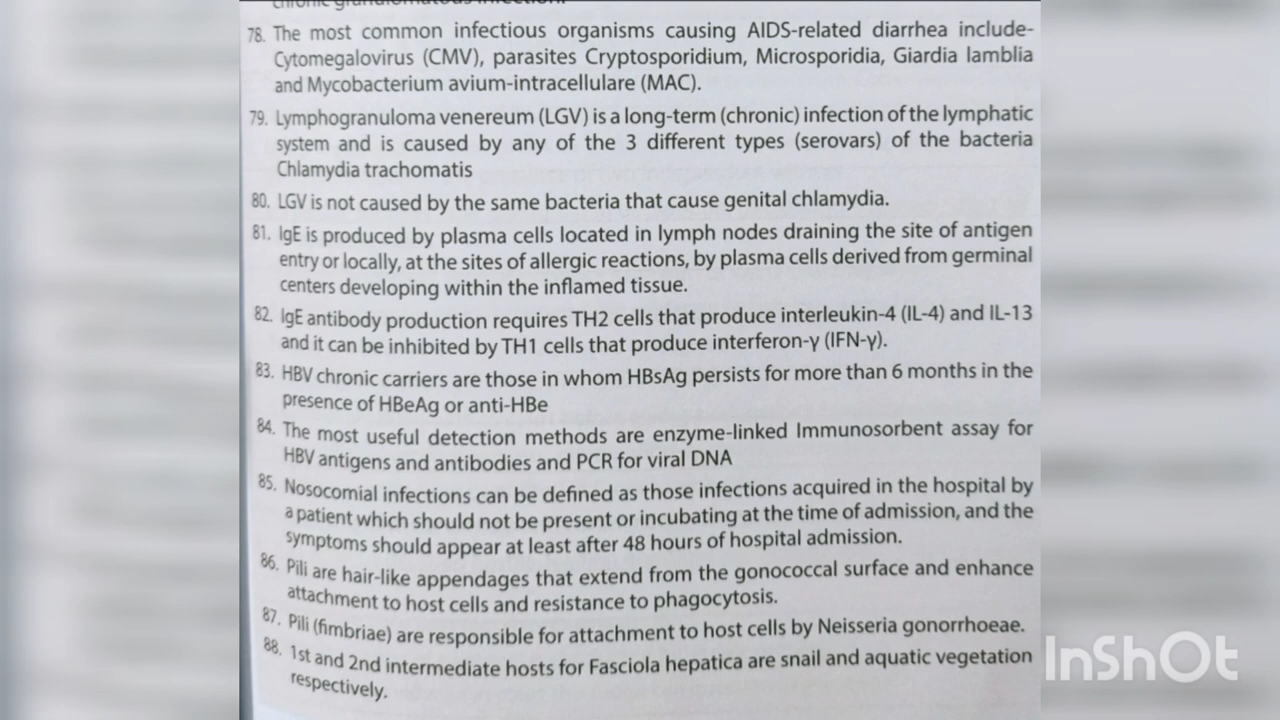 chronic granulomatous infection.
78. The most common infectious organisms causing AIDS-related diarrhea include-
Cytomegalovirus (CMV), parasites Cryptosporidium, Microsporidia, Giardia lamblia
and Mycobacterium avium-intracellulare (MAC).
79. Lymphogranuloma venereum (LGV) is a long-term (chronic) infection of the lymphatic
system and is caused by any of the 3 different types (serovars) of the bacteria
Chlamydia trachomatis
80. LGV is not caused by the same bacteria that cause genital chlamydia.
81. IgE is produced by plasma cells located in lymph nodes draining the site of antigen
entry or locally, at the sites of allergic reactions, by plasma cells derived from germinal
centers developing within the inflamed tissue.
82. IgE antibody production requires TH2 cells that produce interleukin-4 (IL-4) and IL-13
and it can be inhibited by TH1 cells that produce interferon-γ (IFN-γ).
83. HBV chronic carriers are those in whom HBsAg persists for more than 6 months in the
presence of HBeAg or anti-HBe
84. The most useful detection methods are enzyme-linked Immunosorbent assay for
HBV antigens and antibodies and PCR for viral DNA
85. Nosocomial infections can be defined as those infections acquired in the hospital by
a patient which should not be present or incubating at the time of admission, and the
symptoms should appear at least after 48 hours of hospital admission.
86. Pili are hair-like appendages that extend from the gonococcal surface and enhance
attachment to host cells and resistance to phagocytosis.
87. Pili (fimbriae) are responsible for attachment to host cells by Neisseria gonorrhoeae.
88. 1st and 2nd intermediate hosts for Fasciola hepatica are snail and aquatic vegetation
respectively.
InShOt